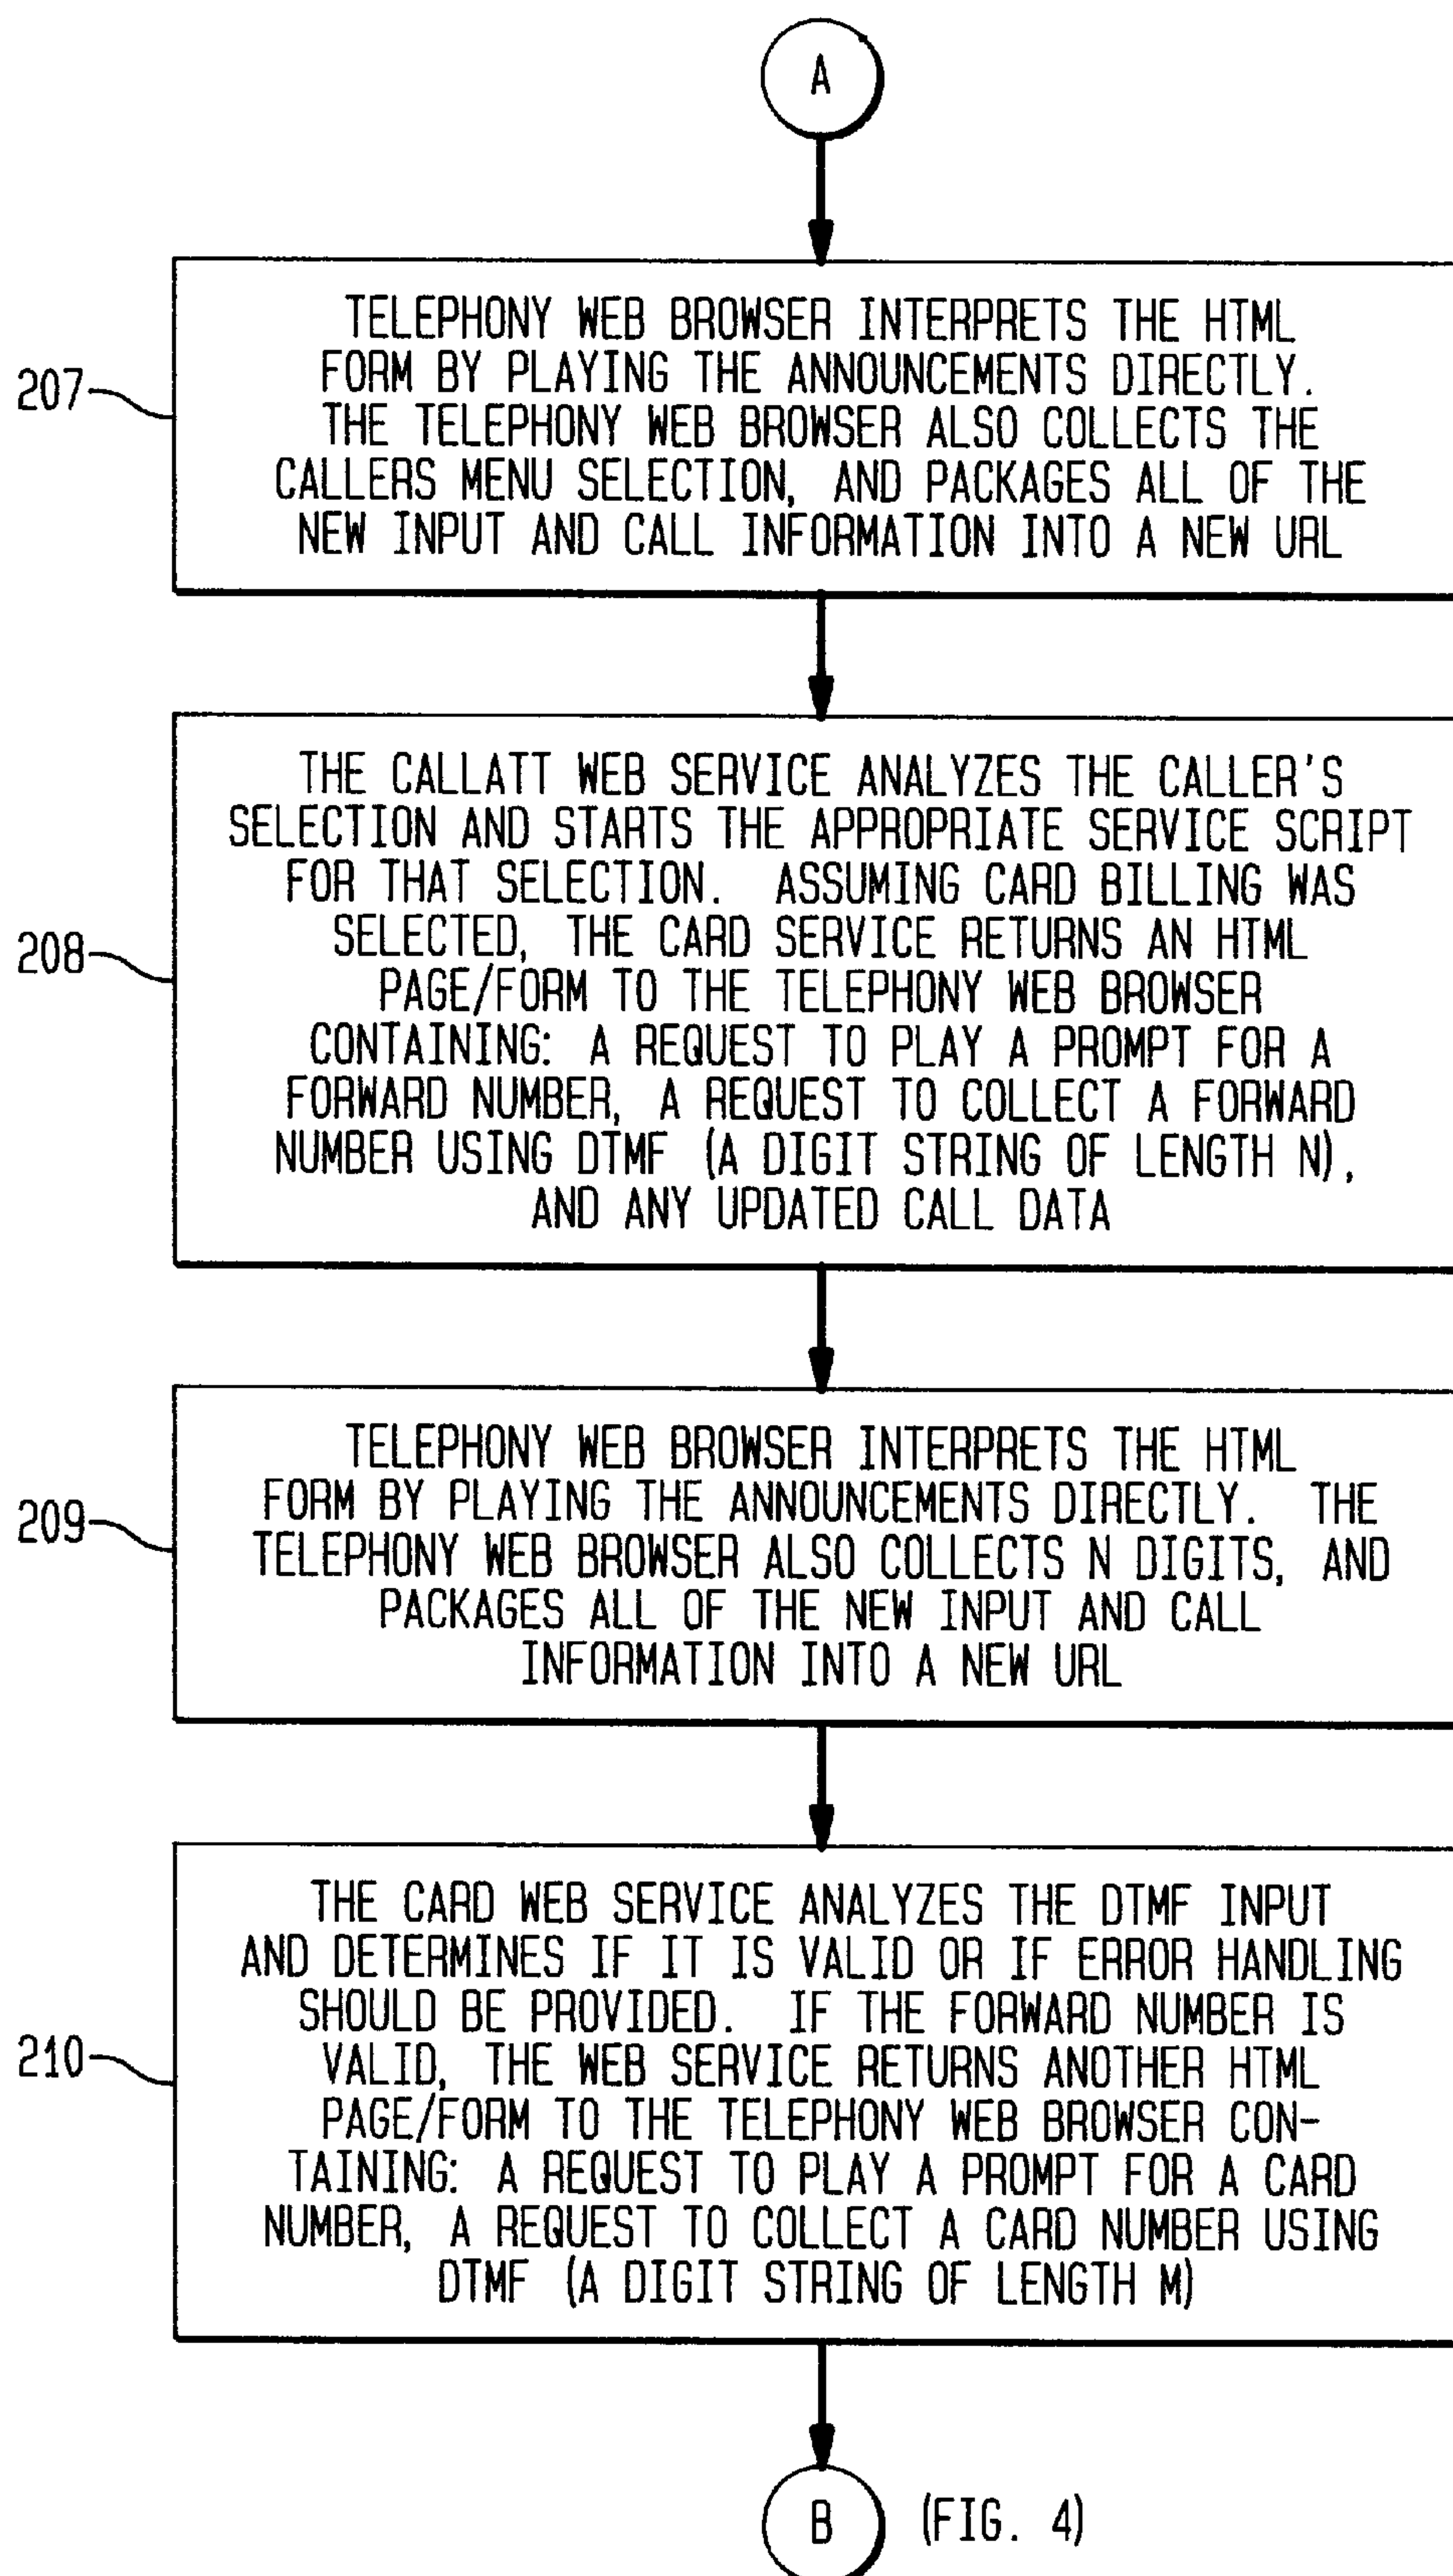 A
207
TELEPHONY WEB BROWSER INTERPRETS THE HTML
FORM BY PLAYING THE ANNOUNCEMENTS DIRECTLY.
THE TELEPHONY WEB BROWSER ALSO COLLECTS THE
CALLERS MENU SELECTION, AND PACKAGES ALL OF THE
NEW INPUT AND CALL INFORMATION INTO A NEW URL
208
THE CALLATT WEB SERVICE ANALYZES THE CALLER'S
SELECTION AND STARTS THE APPROPRIATE SERVICE SCRIPT
FOR THAT SELECTION. ASSUMING CARD BILLING WAS
SELECTED, THE CARD SERVICE RETURNS AN HTML
PAGE/FORM TO THE TELEPHONY WEB BROWSER
CONTAINING: A REQUEST TO PLAY A PROMPT FOR A
FORWARD NUMBER, A REQUEST TO COLLECT A FORWARD
NUMBER USING DTMF (A DIGIT STRING OF LENGTH N),
AND ANY UPDATED CALL DATA
209
TELEPHONY WEB BROWSER INTERPRETS THE HTML
FORM BY PLAYING THE ANNOUNCEMENTS DIRECTLY. THE
TELEPHONY WEB BROWSER ALSO COLLECTS N DIGITS, AND
PACKAGES ALL OF THE NEW INPUT AND CALL
INFORMATION INTO A NEW URL
210
THE CARD WEB SERVICE ANALYZES THE DTMF INPUT
AND DETERMINES IF IT IS VALID OR IF ERROR HANDLING
SHOULD BE PROVIDED. IF THE FORWARD NUMBER IS
VALID, THE WEB SERVICE RETURNS ANOTHER HTML
PAGE/FORM TO THE TELEPHONY WEB BROWSER CON-
TAINING: A REQUEST TO PLAY A PROMPT FOR A CARD
NUMBER, A REQUEST TO COLLECT A CARD NUMBER USING
DTMF (A DIGIT STRING OF LENGTH M)
B (FIG. 4)